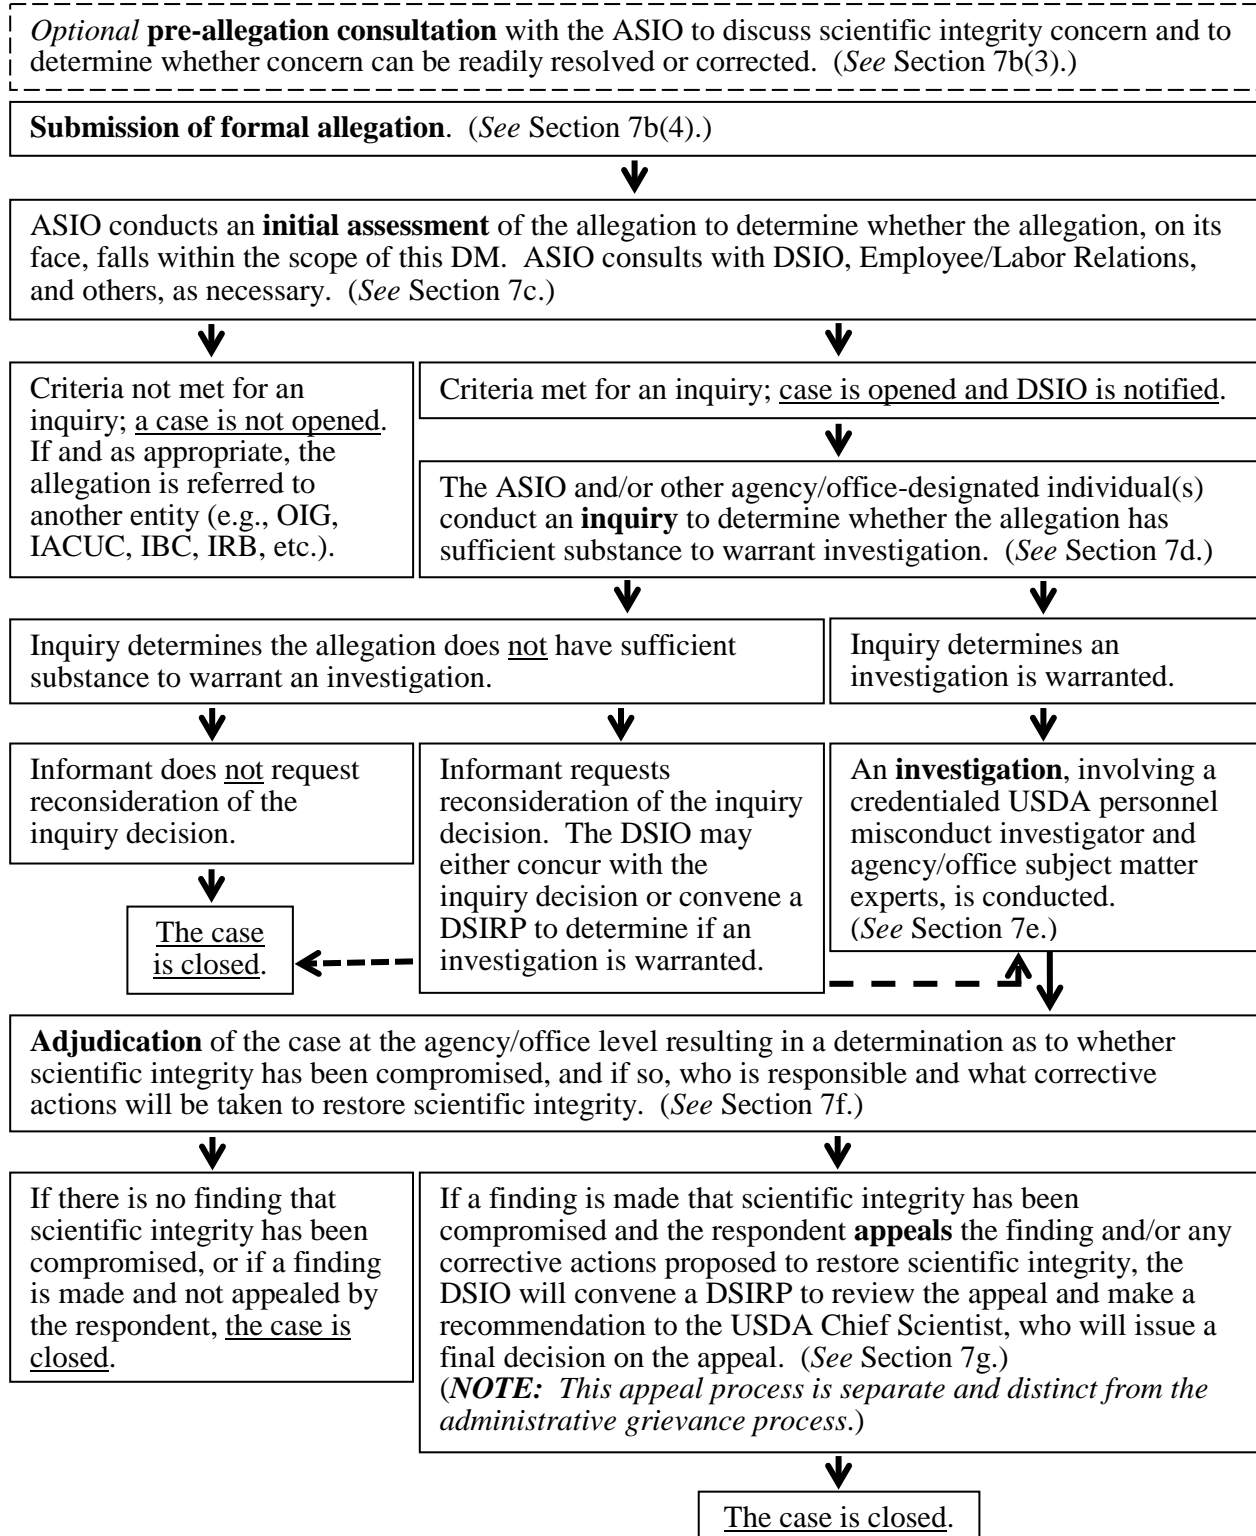 Optional pre-allegation consultation with the ASIO to discuss scientific integrity concern and to
determine whether concern can be readily resolved or corrected.  (See Section 7b(3).)
Submission of formal allegation.  (See Section 7b(4).)
ASIO conducts an initial assessment of the allegation to determine whether the allegation, on its
face, falls within the scope of this DM.  ASIO consults with DSIO, Employee/Labor Relations,
and others, as necessary.  (See Section 7c.)
Criteria not met for an
inquiry; a case is not opened.
If and as appropriate, the
allegation is referred to
another entity (e.g., OIG,
IACUC, IBC, IRB, etc.).
Criteria met for an inquiry; case is opened and DSIO is notified.
The ASIO and/or other agency/office-designated individual(s)
conduct an inquiry to determine whether the allegation has
sufficient substance to warrant investigation.  (See Section 7d.)
Inquiry determines the allegation does not have sufficient
substance to warrant an investigation.
Inquiry determines an
investigation is warranted.
Informant does not request
reconsideration of the
inquiry decision.
Informant requests
reconsideration of the inquiry
decision.  The DSIO may
either concur with the
inquiry decision or convene a
DSIRP to determine if an
investigation is warranted.
An investigation, involving a
credentialed USDA personnel
misconduct investigator and
agency/office subject matter
experts, is conducted.
(See Section 7e.)
The case
is closed.
Adjudication of the case at the agency/office level resulting in a determination as to whether
scientific integrity has been compromised, and if so, who is responsible and what corrective
actions will be taken to restore scientific integrity.  (See Section 7f.)
If there is no finding that
scientific integrity has been
compromised, or if a finding
is made and not appealed by
the respondent, the case is
closed.
If a finding is made that scientific integrity has been
compromised and the respondent appeals the finding and/or any
corrective actions proposed to restore scientific integrity, the
DSIO will convene a DSIRP to review the appeal and make a
recommendation to the USDA Chief Scientist, who will issue a
final decision on the appeal.  (See Section 7g.)
(NOTE:  This appeal process is separate and distinct from the
administrative grievance process.)
The case is closed.